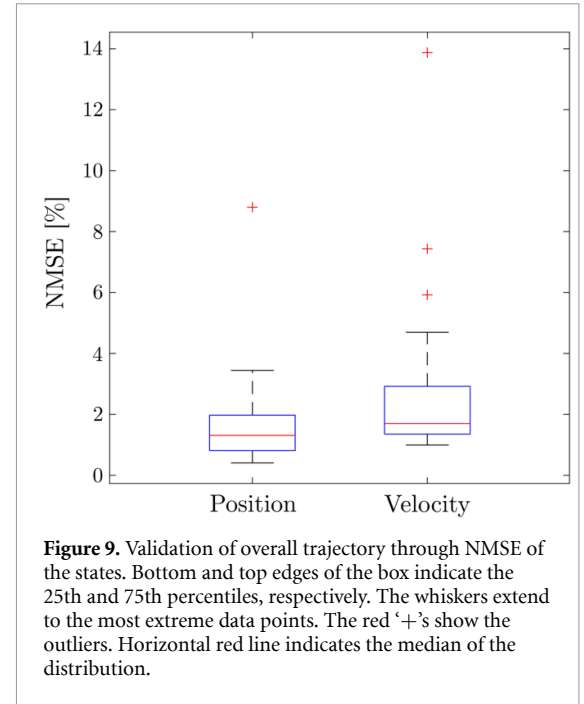 14
12
10
8
6
4
2
0
NMSE [%]
Position Velocity
Figure 9. Validation of overall trajectory through NMSE of
the states. Bottom and top edges of the box indicate the
25th and 75th percentiles, respectively. The whiskers extend
to the most extreme data points. The red ‘+’s show the
outliers. Horizontal red line indicates the median of the
distribution.